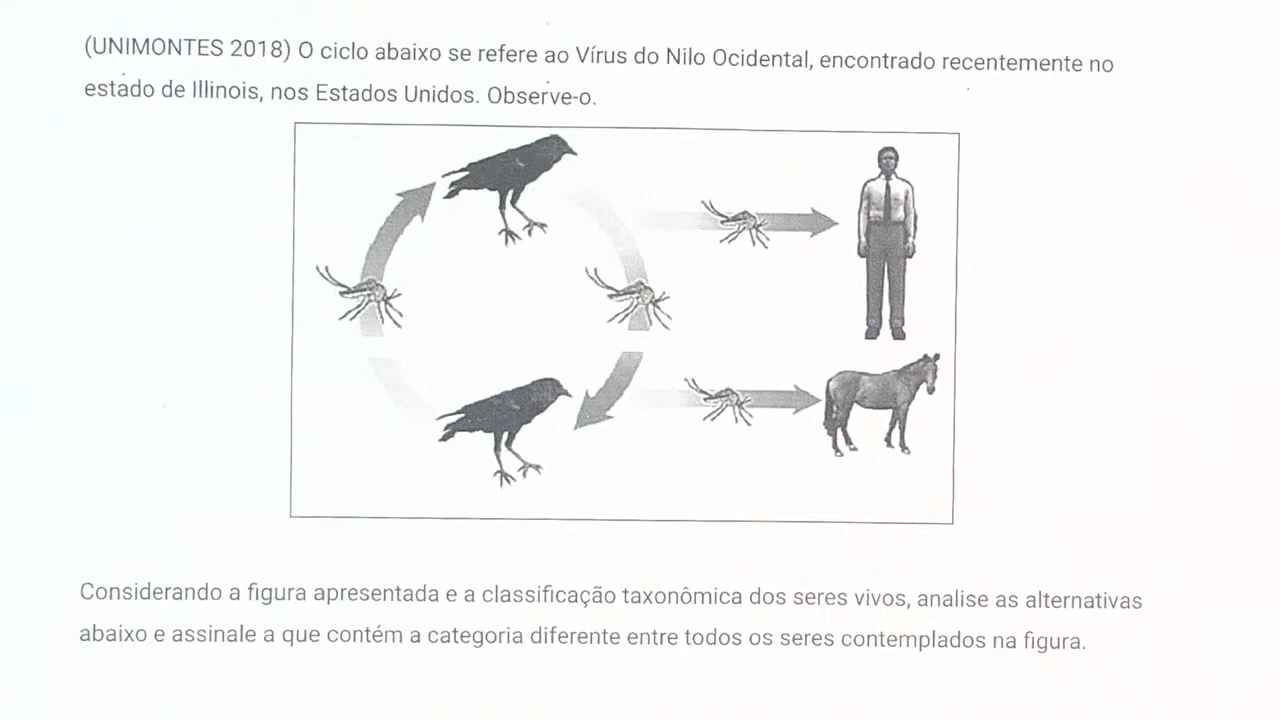 (UNIMONTES 2018) O ciclo abaixo se refere ao Vírus do Nilo Ocidental, encontrado recentemente no
estado de Illinois, nos Estados Unidos. Observe-o.
Considerando a figura apresentada e a classificação taxonômica dos seres vivos, analise as alternativas
abaixo e assinale a que contém a categoria diferente entre todos os seres contemplados na figura.